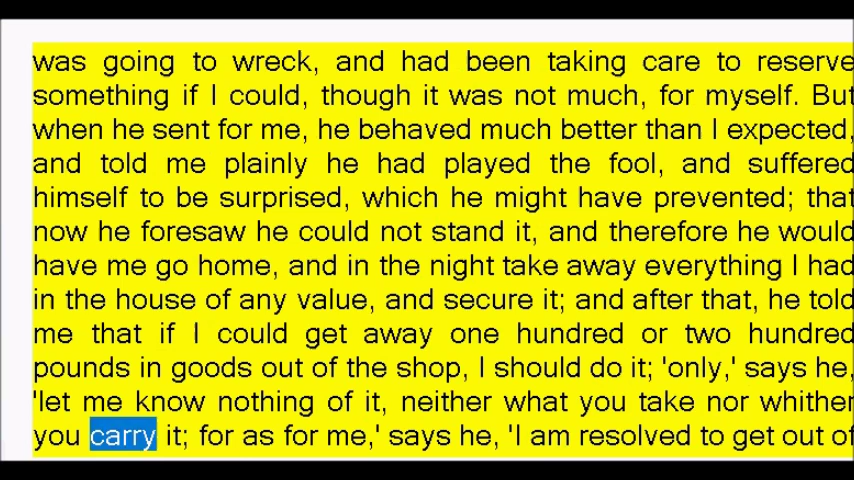 was going to wreck, and had been taking care to reserve
something if I could, though it was not much, for myself. But
when he sent for me, he behaved much better than I expected,
and told me plainly he had played the fool, and suffered
himself to be surprised, which he might have prevented; that
now he foresaw he could not stand it, and therefore he would
have me go home, and in the night take away everything I had
in the house of any value, and secure it; and after that, he told
me that if I could get away one hundred or two hundred
pounds in goods out of the shop, I should do it; 'only,' says he,
'let me know nothing of it, neither what you take nor whither
you carry it; for as for me,' says he, 'I am resolved to get out of